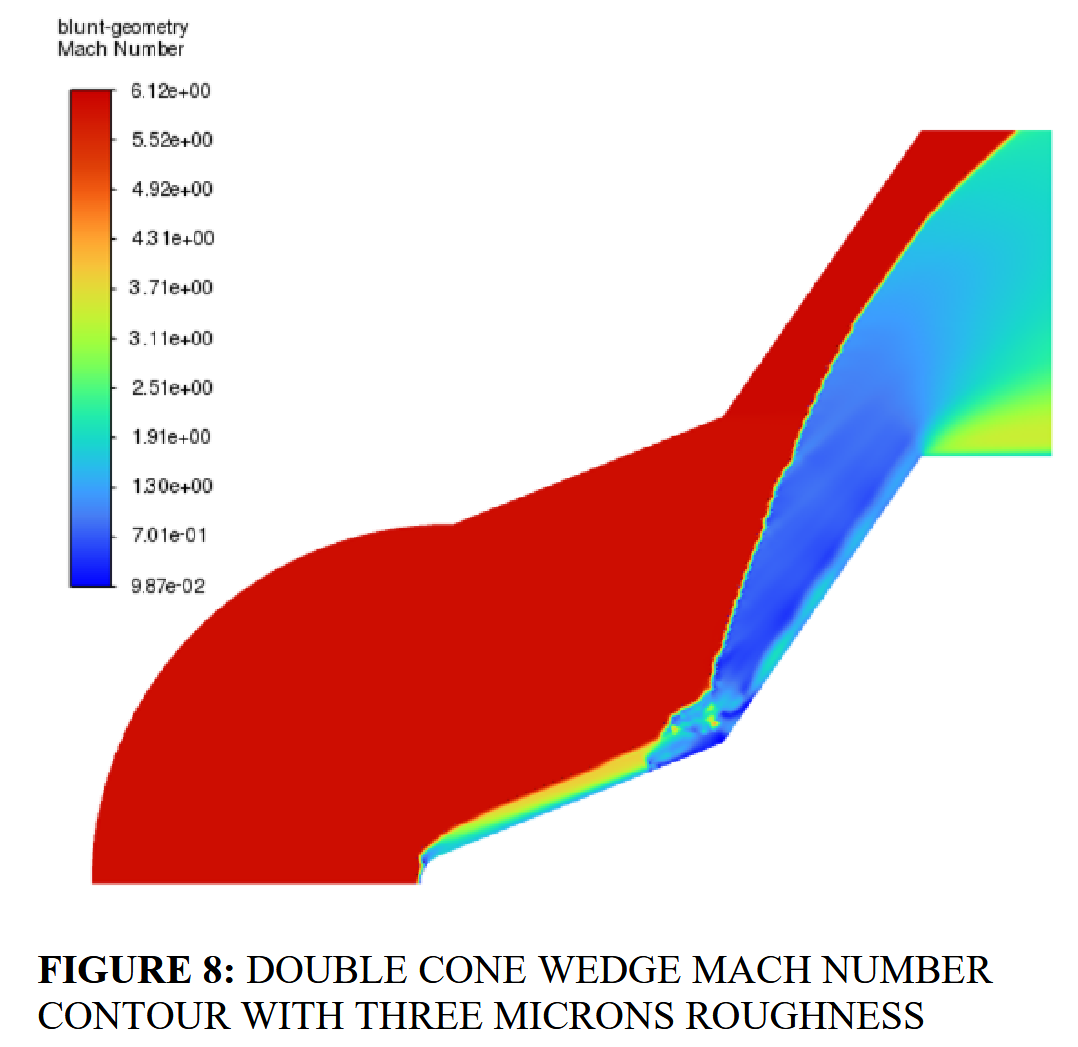 blunt-geometry
Mach Number
6.12e+00
5.52e+00
4.92e+00
4.31e+00
3.71e+00
3.11e+00
2.51e+00
1.91e+00
1.30e+00
7.01e-01
9.87e-02
FIGURE 8: DOUBLE CONE WEDGE MACH NUMBER
CONTOUR WITH THREE MICRONS ROUGHNESS